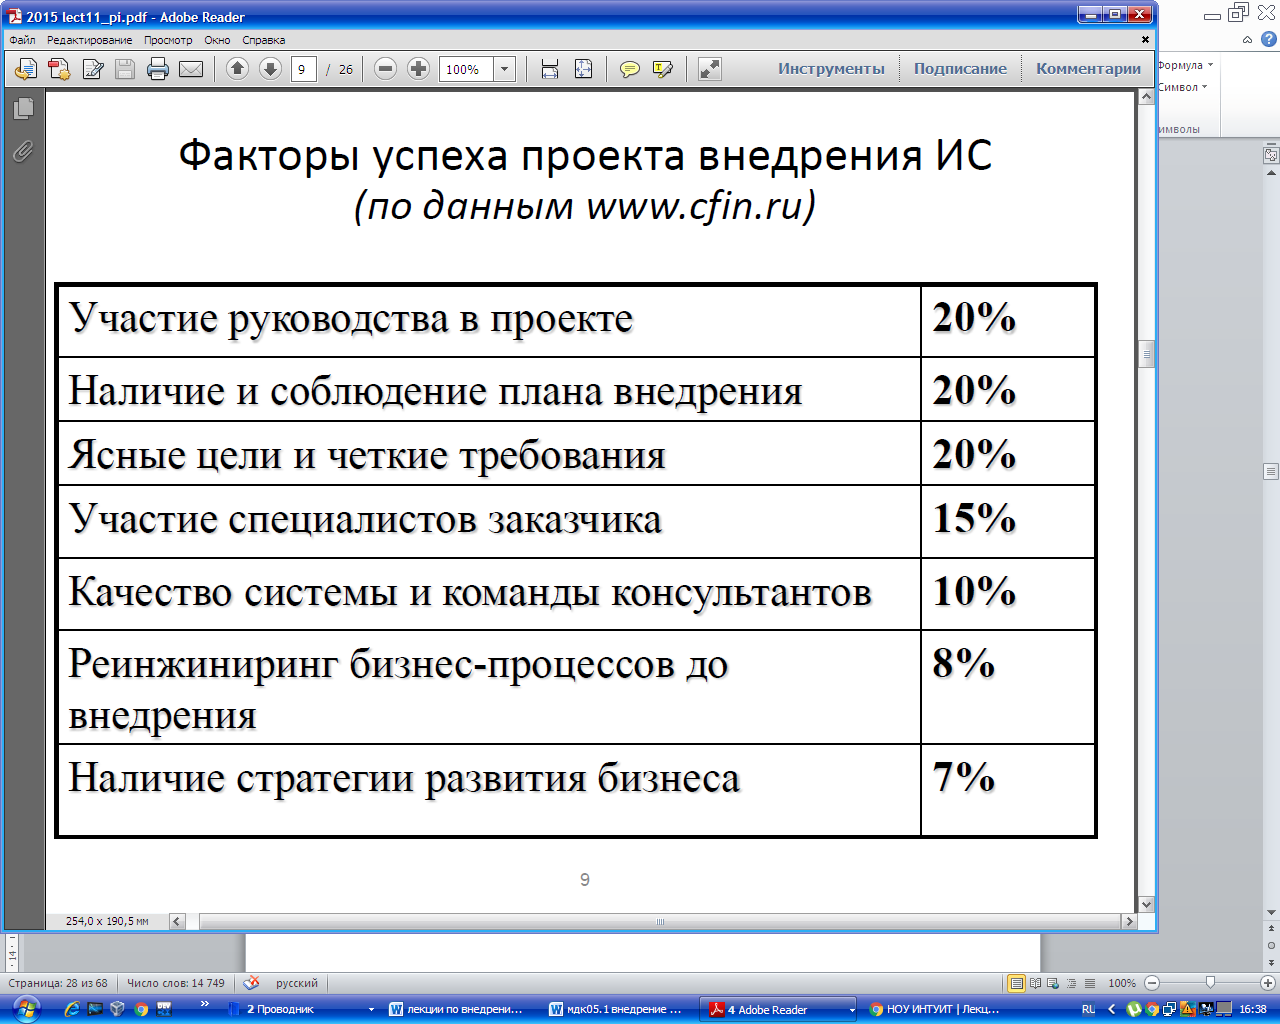 2015 lect11_pi.pdf - Adobe Reader
Файл Редактирование Просмотр Окно Справка
9 / 26 100% Инструменты Подписание Комментарии
Формула
Символ
имволы
Факторы успеха проекта внедрения ИС
(по данным www.cfin.ru)
Участие руководства в проекте 20%
Наличие и соблюдение плана внедрения 20%
Ясные цели и четкие требования 20%
Участие специалистов заказчика 15%
Качество системы и команды консультантов 10%
Реинжиниринг бизнес-процессов до 8%
внедрения
Наличие стратегии развития бизнеса 7%
9
254,0 x 190,5 мм
14
Страница: 28 из 68 Число слов: 14 749 русский 100%
2 Проводник лекции по внедрени... мдк05.1 внедрение ... 4 Adobe Reader НОУ ИНТУИТ | Лекц... RU 16:38